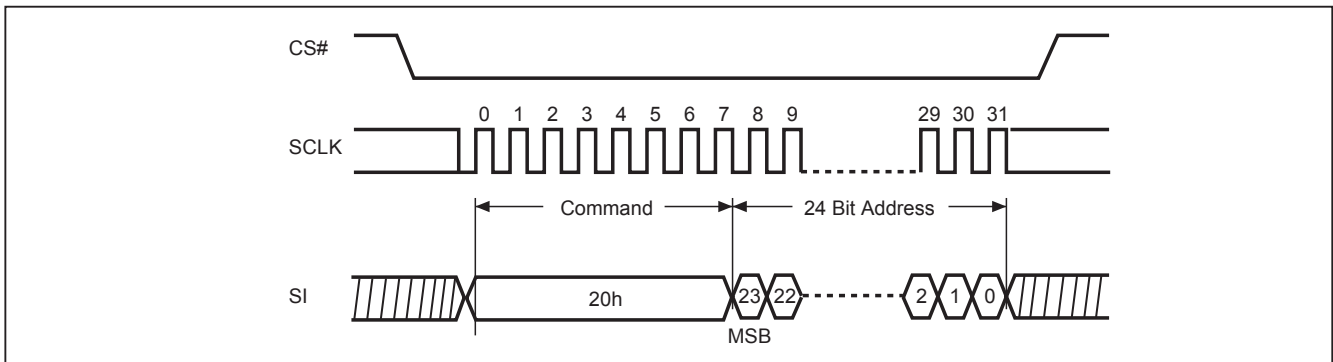 CS#
0 1 2 3 4 5 6 7 8 9 29 30 31
SCLK
Command 24 Bit Address
SI 20h 23 22 2 1 0
MSB